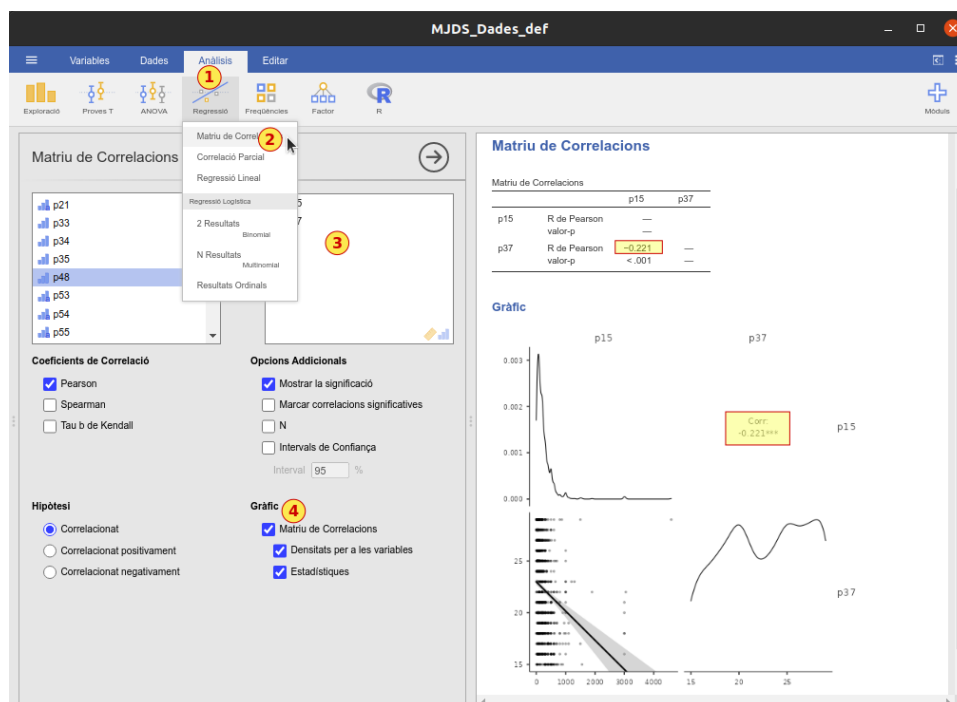 MJDS_Dades_def
Variables Dades Anàlisis Editar
1
Exploració Proves T ANOVA Regressió Freqüències Factor R Mòduls
Matriu de Correl
2
Correlació Parcial
Regressió Lineal
Regressió Logística
2 Resultats
Binomial
N Resultats
Multinomial
Resultats Ordinals
Matriu de Correlacions
p21
p33
p34
p35
p48
p53
p54
p55
5
7
3
Coeficients de Correlació
Pearson
Spearman
Tau b de Kendall
Opcions Addicionals
Mostrar la significació
Marcar correlacions significatives
N
Intervals de Confiança
Interval 95 %
Hipòtesi
Correlacionat
Correlacionat positivament
Correlacionat negativament
Gràfic
4
Matriu de Correlacions
Densitats per a les variables
Estadístiques
Matriu de Correlacions
Matriu de Correlacions
p15 p37
p15 R de Pearson —
valor-p —
p37 R de Pearson −0.221 —
valor-p < .001 —
Gràfic
p15 p37
0.003
0.002
0.001
0.000
Corr:
-0.221***
p15
25
20
15
p37
0 1000 2000 3000 4000 15 20 25